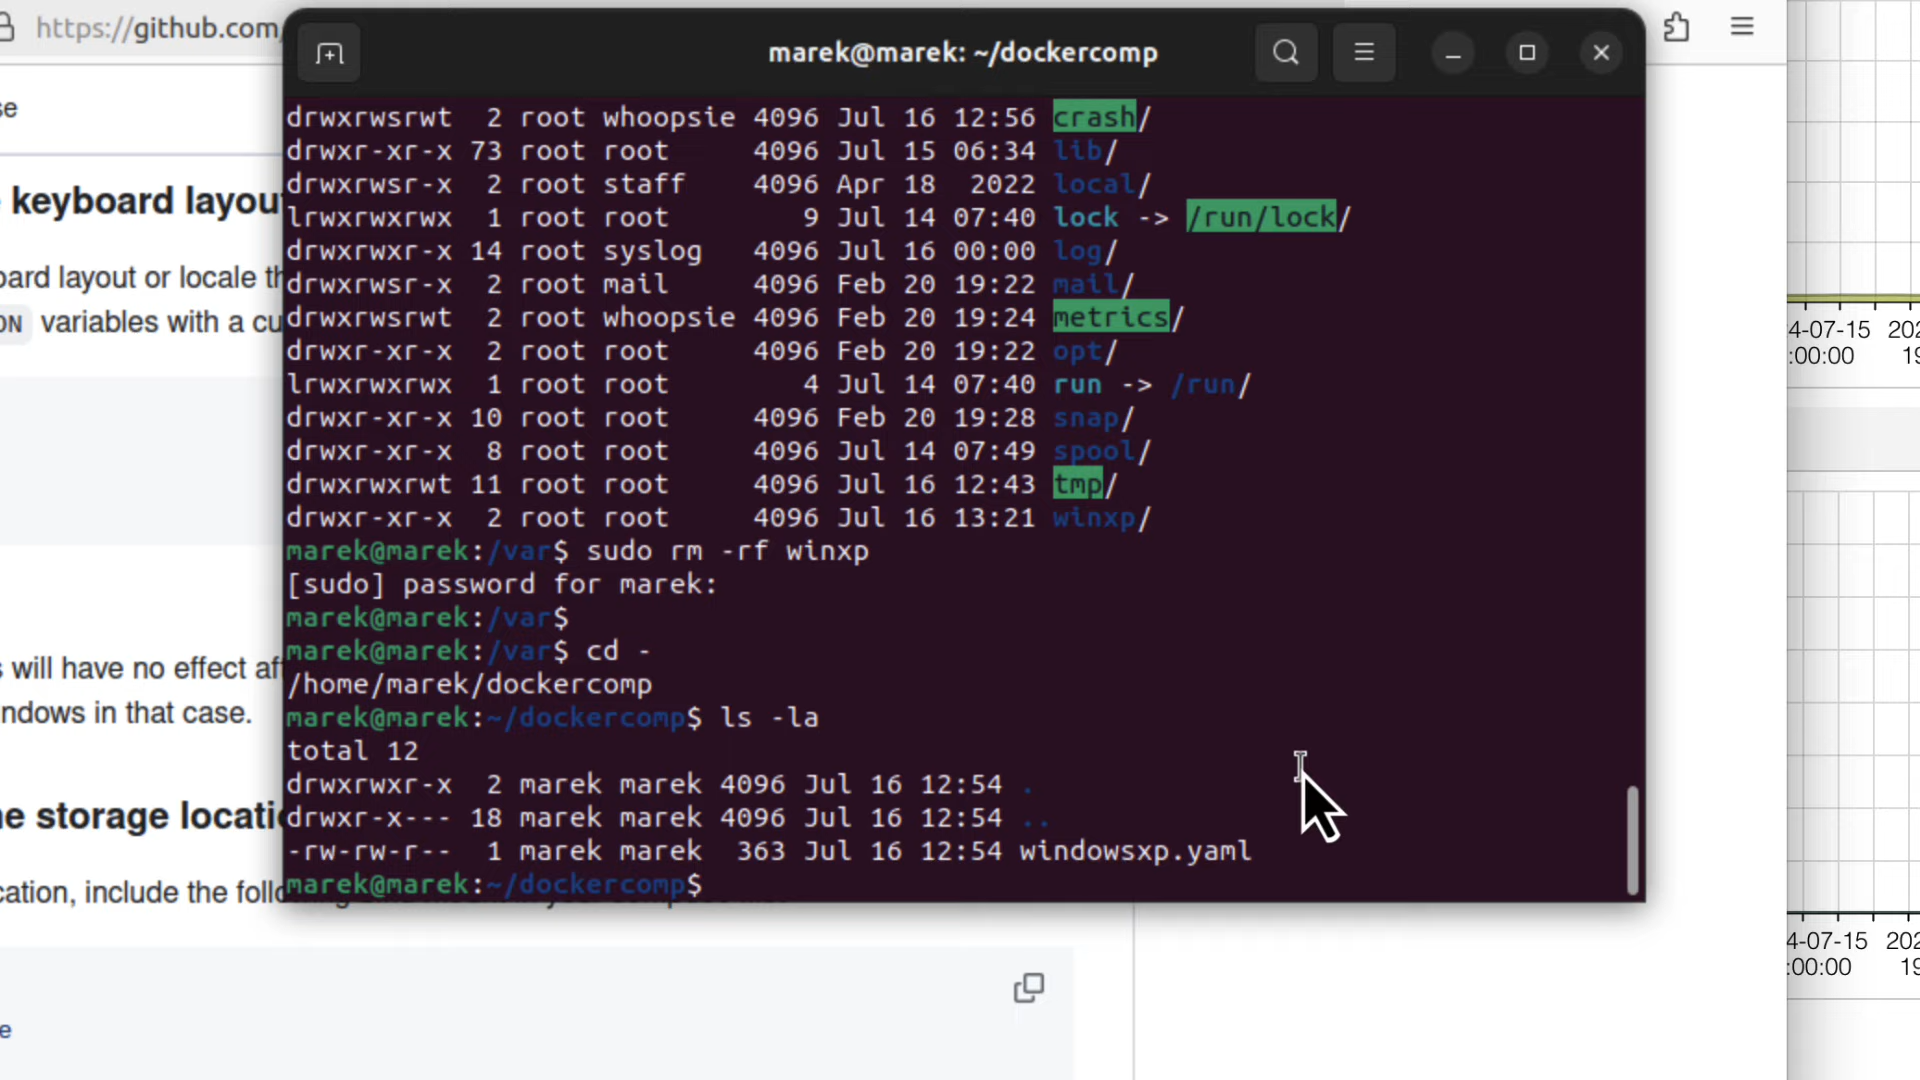 https://github.com/
marek@marek: ~/dockercomp
se
keyboard layou
oard layout or locale th
ON variables with a cu
s will have no effect af
ndows in that case.
he storage locati
cation, include the follo
e
drwxrwsrwt 2 root whoopsie 4096 Jul 16 12:56 crash/
drwxr-xr-x 73 root root 4096 Jul 15 06:34 lib/
drwxrwsr-x 2 root staff 4096 Apr 18 2022 local/
lrwxrwxrwx 1 root root 9 Jul 14 07:40 lock -> /run/lock/
drwxrwxr-x 14 root syslog 4096 Jul 16 00:00 log/
drwxrwsr-x 2 root mail 4096 Feb 20 19:22 mail/
drwxrwsrwt 2 root whoopsie 4096 Feb 20 19:24 metrics/
drwxr-xr-x 2 root root 4096 Feb 20 19:22 opt/
lrwxrwxrwx 1 root root 4 Jul 14 07:40 run -> /run/
drwxr-xr-x 10 root root 4096 Feb 20 19:28 snap/
drwxr-xr-x 8 root root 4096 Jul 14 07:49 spool/
drwxrwxrwt 11 root root 4096 Jul 16 12:43 tmp/
drwxr-xr-x 2 root root 4096 Jul 16 13:21 winxp/
marek@marek:/var$ sudo rm -rf winxp
[sudo] password for marek:
marek@marek:/var$
marek@marek:/var$ cd -
/home/marek/dockercomp
marek@marek:~/dockercomp$ ls -la
total 12
drwxrwxr-x 2 marek marek 4096 Jul 16 12:54 .
drwxr-x--- 18 marek marek 4096 Jul 16 12:54 ..
-rw-rw-r-- 1 marek marek 363 Jul 16 12:54 windowsxp.yaml
marek@marek:~/dockercomp$
4-07-15 202
:00:00 19
4-07-15 202
:00:00 19